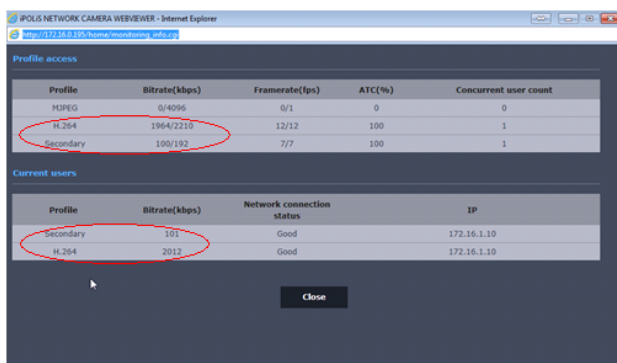 iPOLiS NETWORK CAMERA WEBVIEWER - Internet Explorer
http://172.16.0.195/home/monitoring_info.cgi
Profile access
Profile Bitrate(kbps) Framerate(fps) ATC(%) Concurrent user count
MJPEG 0/4096 0/1 0 0
H.264 1964/2210 12/12 100 1
Secondary 100/192 7/7 100 1
Current users
Profile Bitrate(kbps) Network connection status IP
Secondary 101 Good 172.16.1.10
H.264 2012 Good 172.16.1.10
Close